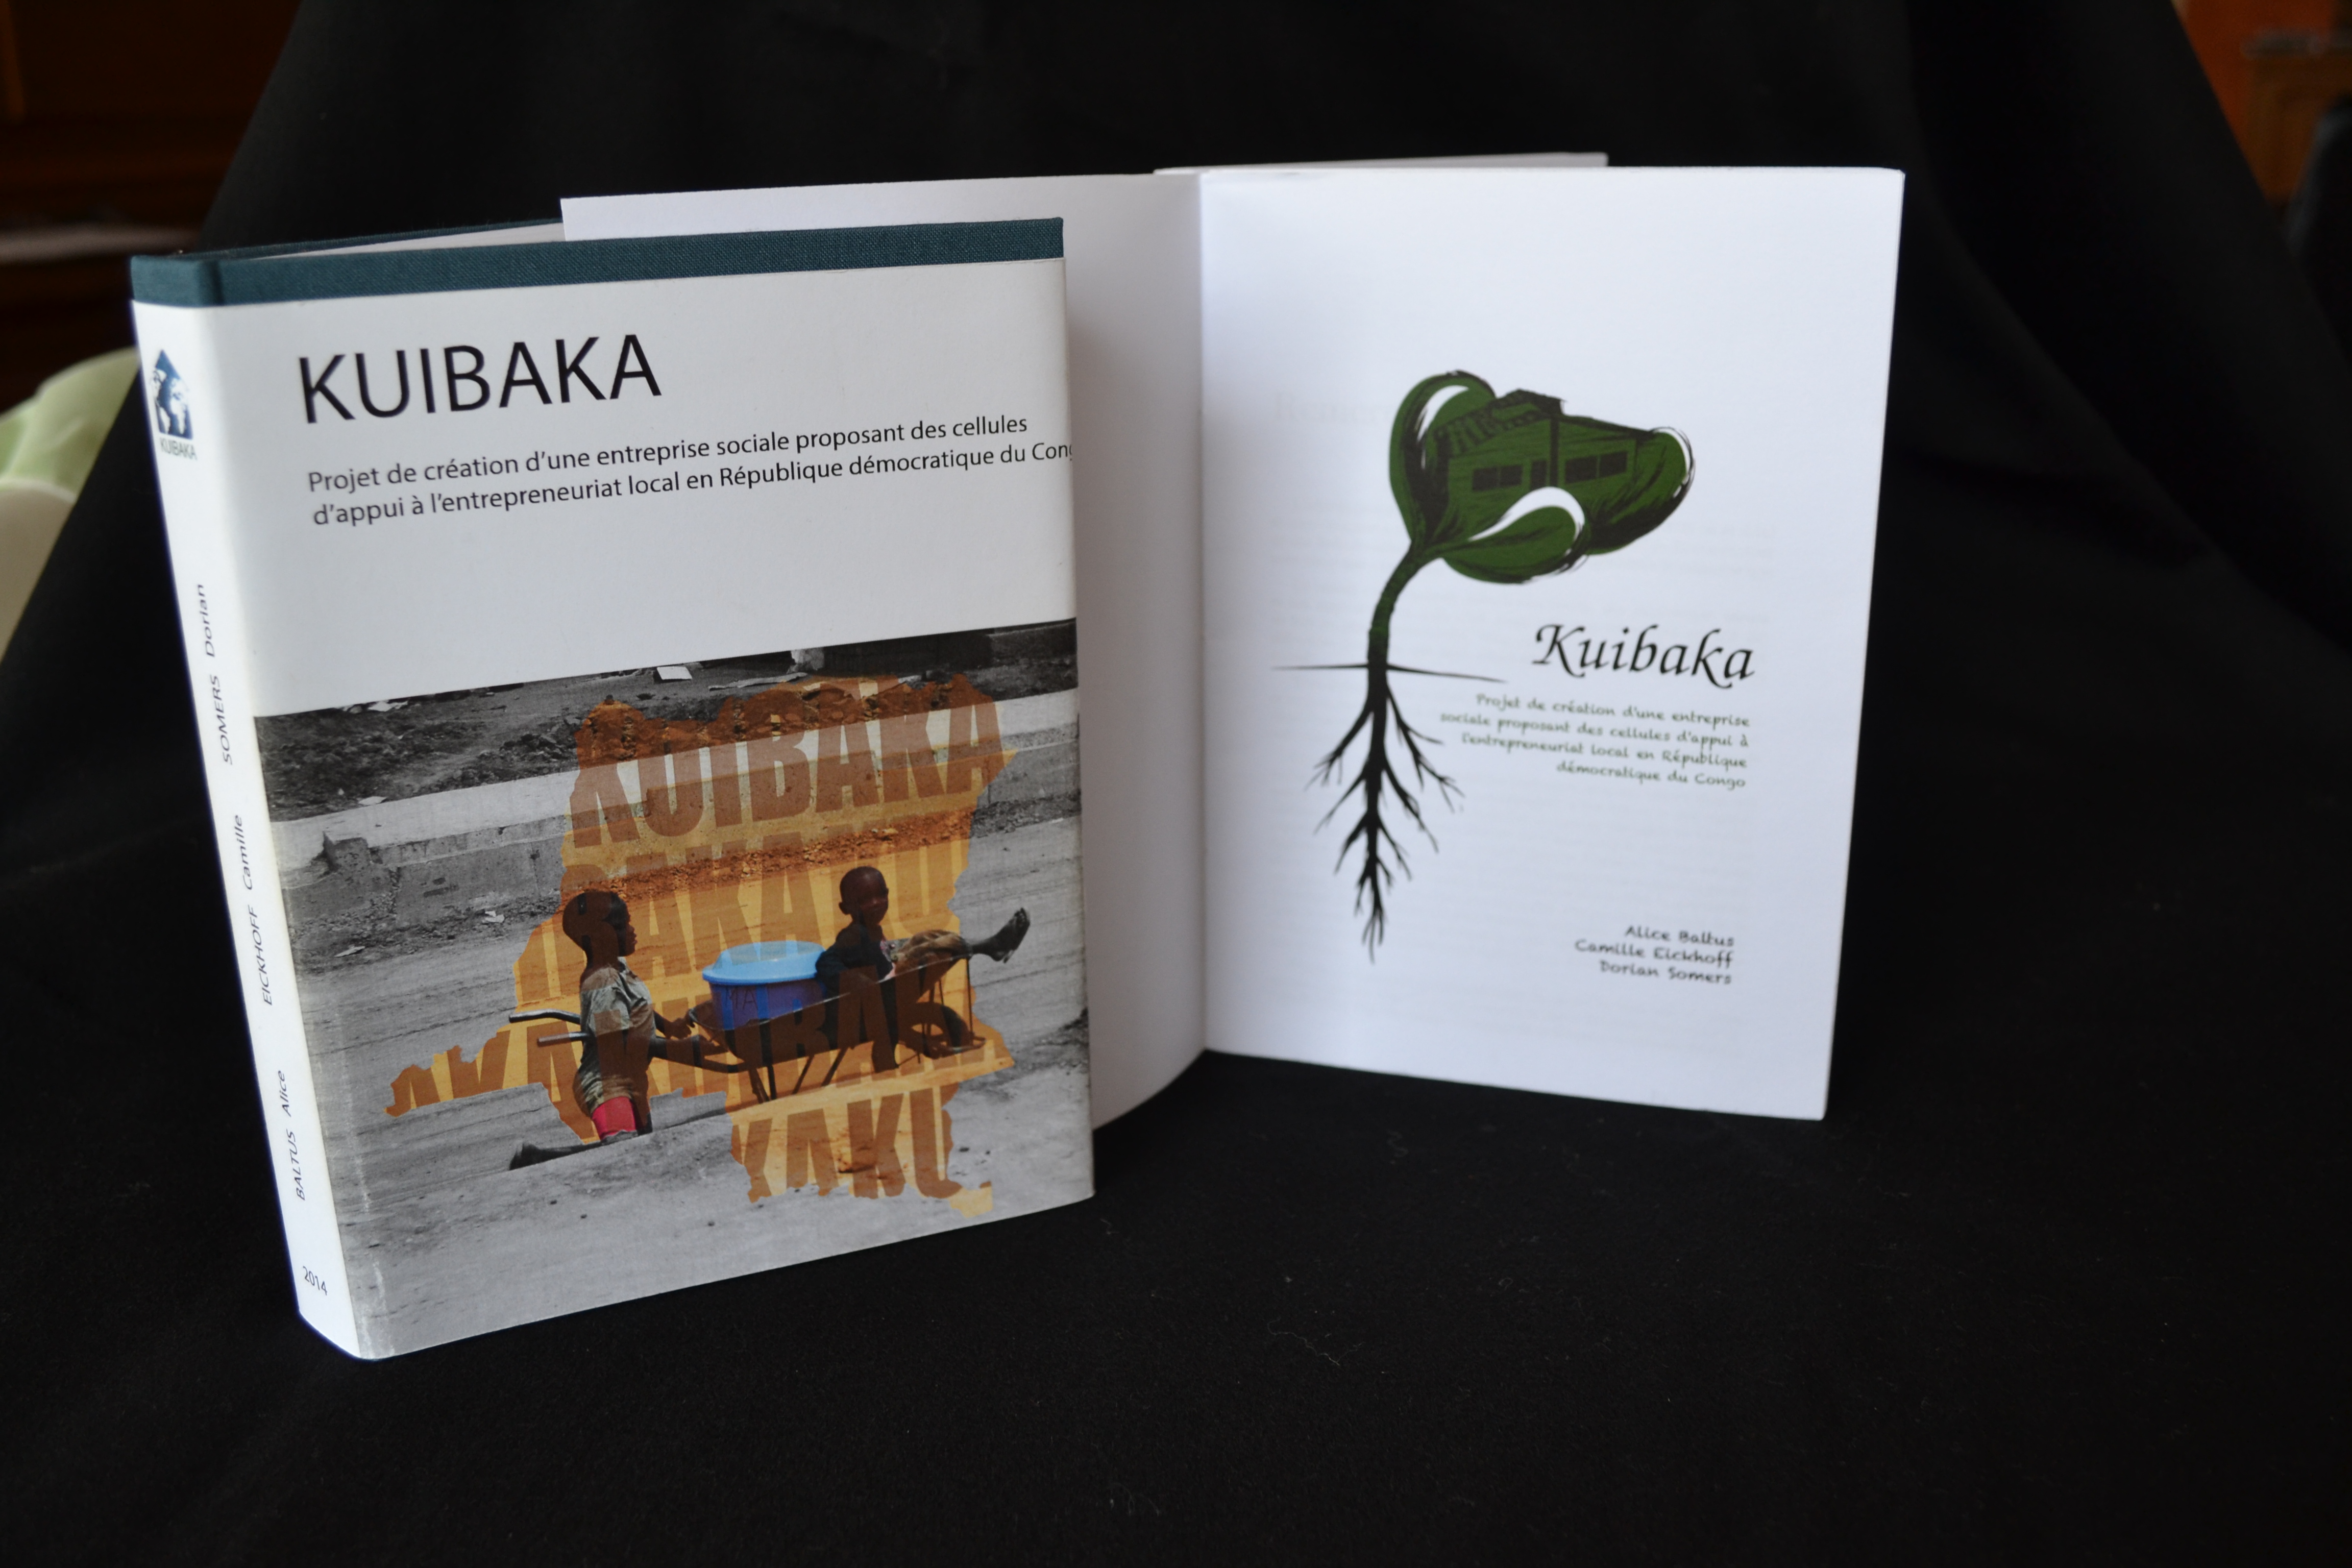 KUIBAKA
Projet de création d'une entreprise sociale proposant des cellules
d'appui à l'entrepreneuriat local en République démocratique du Con
KUIBAKA
KUIBAKA
BALTUS Alice
EICKHOFF Camille
SOMERS Dorian
2014
Kuibaka
Projet de création d'une entreprise
sociale proposant des cellules d'appui à
l'entrepreneuriat local en République
démocratique du Congo
Alice Baltus
Camille Eickhoff
Dorian Somers